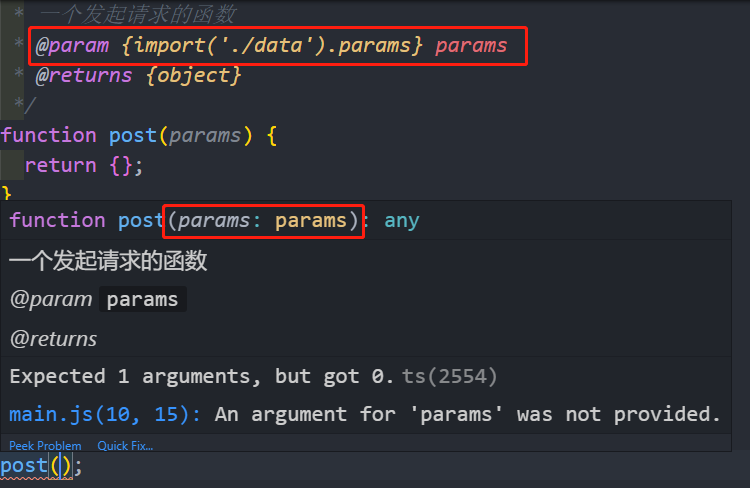 * 一个发起请求的函数
* @param {import('./data').params} params
* @returns {object}
*/
function post(params) {
return {};
}
function post(params: params): any
一个发起请求的函数
@param params
@returns
Expected 1 arguments, but got 0. ts(2554)
main.js(10, 15): An argument for 'params' was not provided.
Peek Problem Quick Fix...
post();